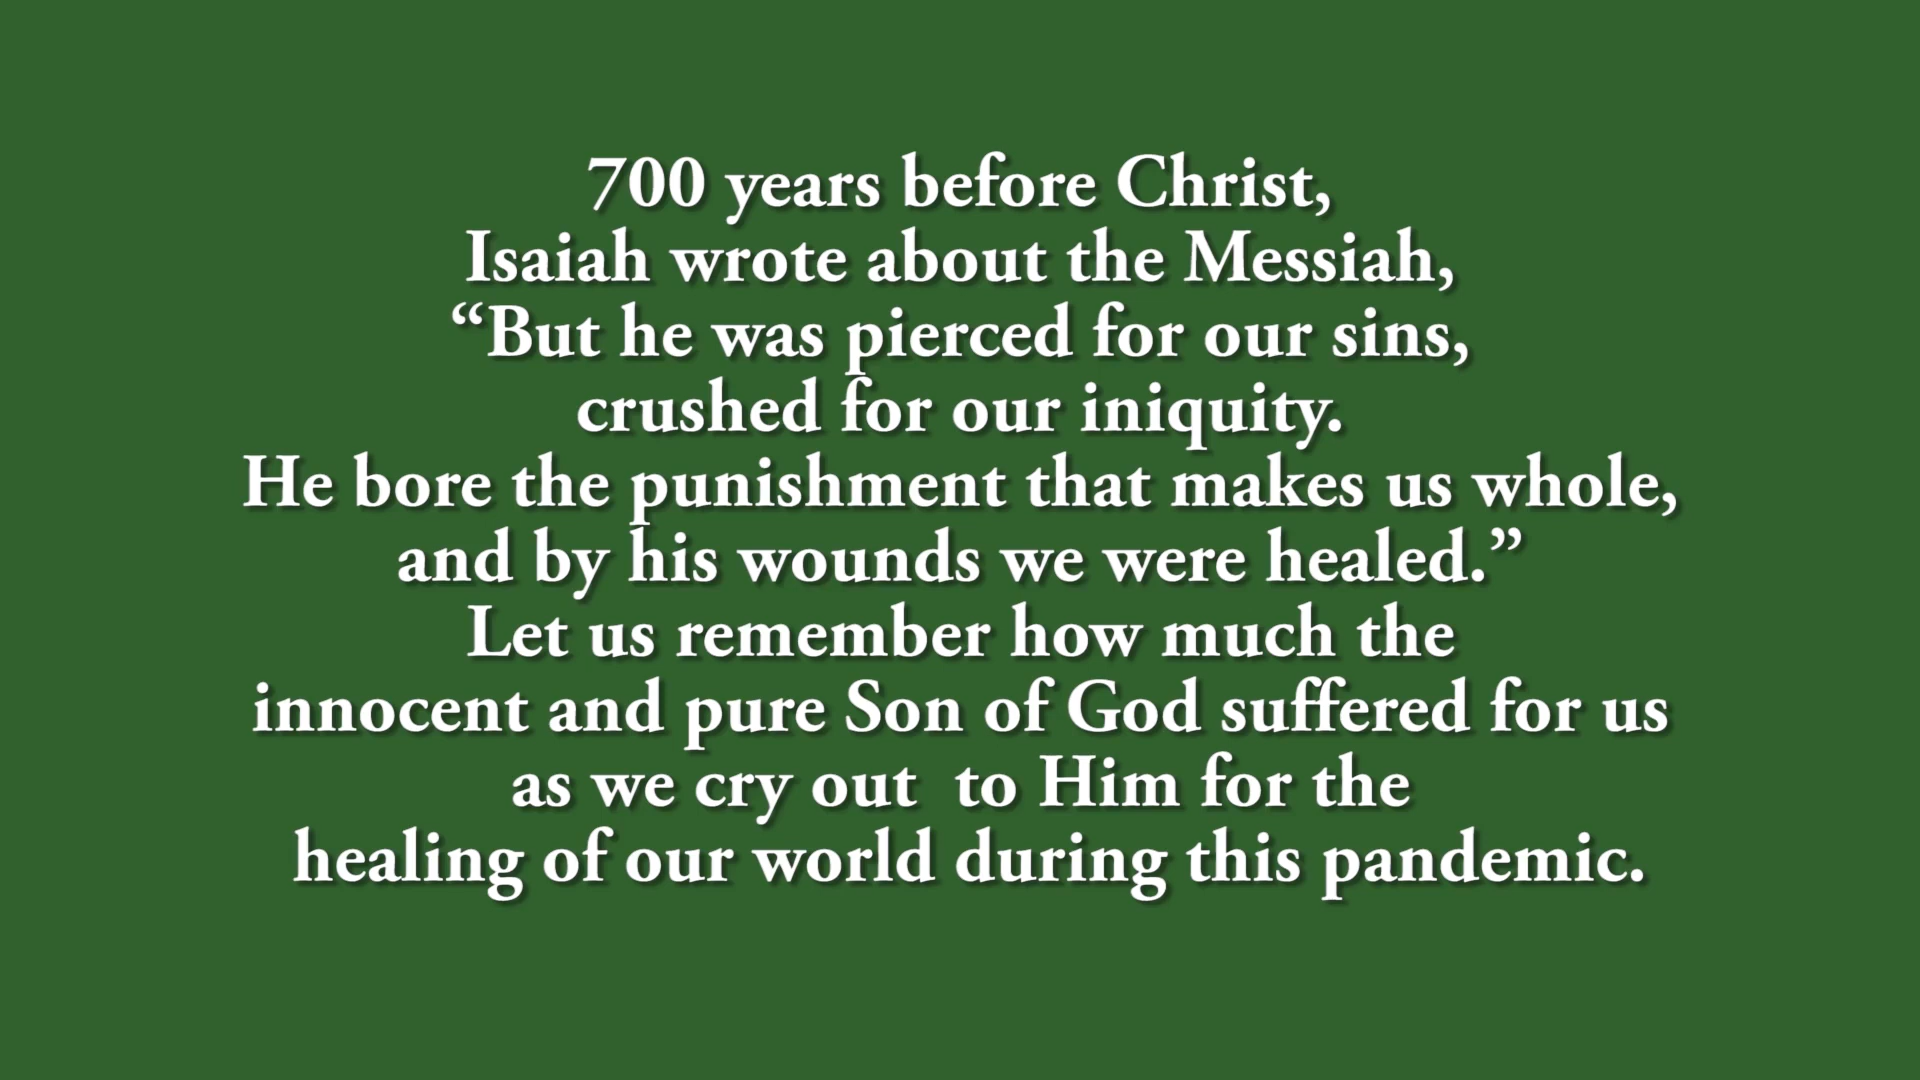 700 years before Christ,
Isaiah wrote about the Messiah,
“But he was pierced for our sins,
crushed for our iniquity.
He bore the punishment that makes us whole,
and by his wounds we were healed.”
Let us remember how much the
innocent and pure Son of God suffered for us
as we cry out  to Him for the
healing of our world during this pandemic.